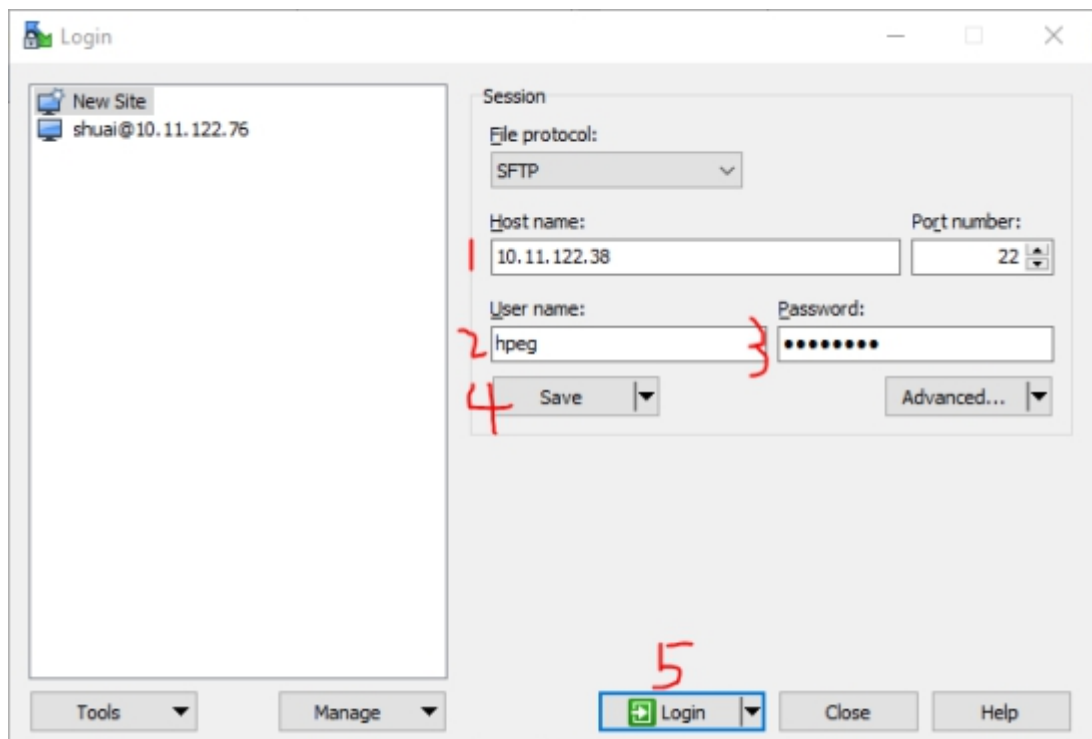 Login
New Site
shuai@10.11.122.76
Session
File protocol:
SFTP
Host name:
Port number:
1
10.11.122.38
22
User name:
Password:
2
hpeg
3
••••••••
4
Save
Advanced...
5
Tools
Manage
Login
Close
Help